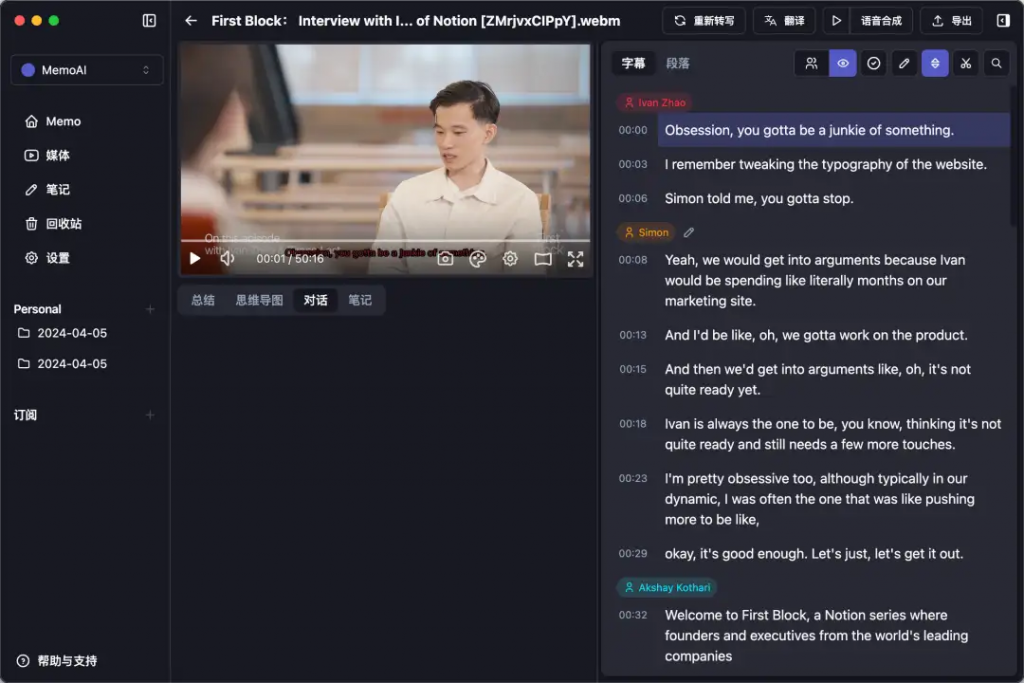 First Block： Interview with I... of Notion [ZMrjvxCIPpY].webm
重新转写
翻译
语音合成
导出
MemoAI
Memo
媒体
笔记
回收站
设置
Personal
2024-04-05
2024-04-05
订阅
帮助与支持
On this episode
with
First
Obsession, you gotta be a junkie of something.
00:01 / 50:16
总结 思维导图 对话 笔记
字幕 段落
Ivan Zhao
00:00 Obsession, you gotta be a junkie of something.
00:03 I remember tweaking the typography of the website.
00:06 Simon told me, you gotta stop.
Simon
00:08 Yeah, we would get into arguments because Ivan
would be spending like literally months on our
marketing site.
00:13 And I'd be like, oh, we gotta work on the product.
00:15 And then we'd get into arguments like, oh, it's not
quite ready yet.
00:18 Ivan is always the one to be, you know, thinking it's not
quite ready and still needs a few more touches.
00:23 I'm pretty obsessive too, although typically in our
dynamic, I was often the one that was like pushing
more to be like,
00:29 okay, it's good enough. Let's just, let's get it out.
Akshay Kothari
00:32 Welcome to First Block, a Notion series where
founders and executives from the world's leading
companies